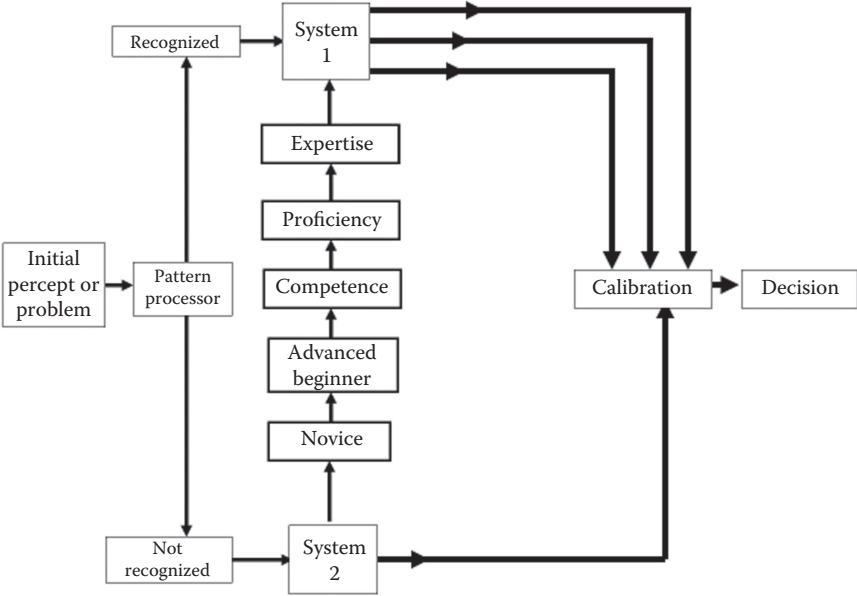 Recognized
System
1
Expertise
Proficiency
Initial
percept or
problem
Pattern
processor
Competence
Calibration
Decision
Advanced
beginner
Novice
Not
recognized
System
2